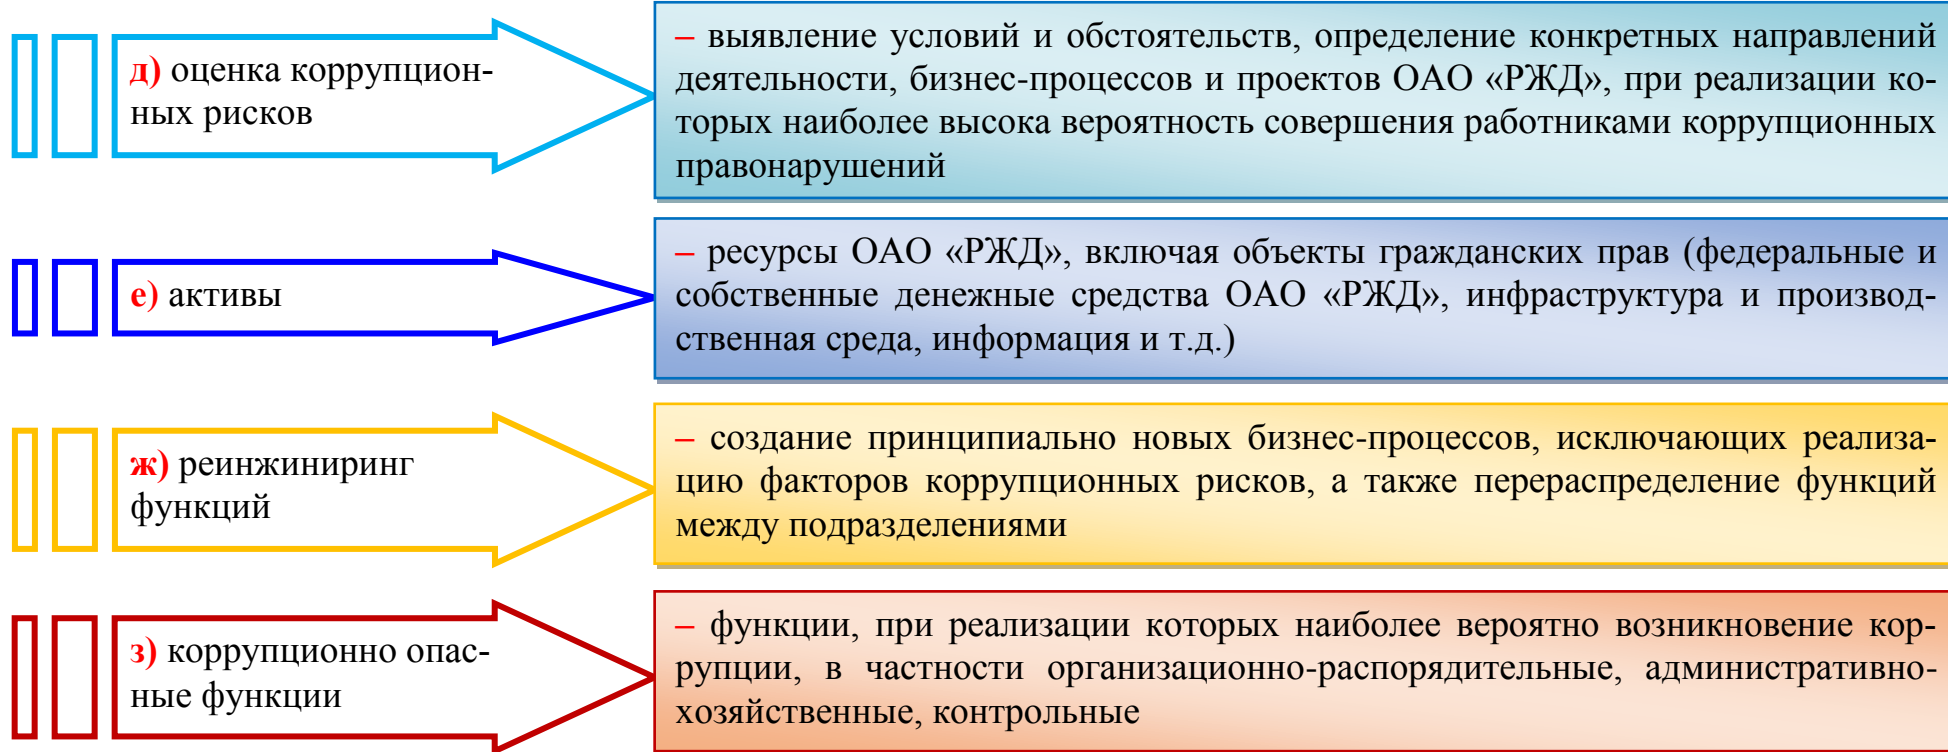 д) оценка коррупцион-
ных рисков
– выявление условий и обстоятельств, определение конкретных направлений
деятельности, бизнес-процессов и проектов ОАО «РЖД», при реализации ко-
торых наиболее высока вероятность совершения работниками коррупционных
правонарушений
е) активы
– ресурсы ОАО «РЖД», включая объекты гражданских прав (федеральные и
собственные денежные средства ОАО «РЖД», инфраструктура и производ-
ственная среда, информация и т.д.)
ж) реинжиниринг
функций
– создание принципиально новых бизнес-процессов, исключающих реализа-
цию факторов коррупционных рисков, а также перераспределение функций
между подразделениями
з) коррупционно опас-
ные функции
– функции, при реализации которых наиболее вероятно возникновение кор-
рупции, в частности организационно-распорядительные, административно-
хозяйственные, контрольные